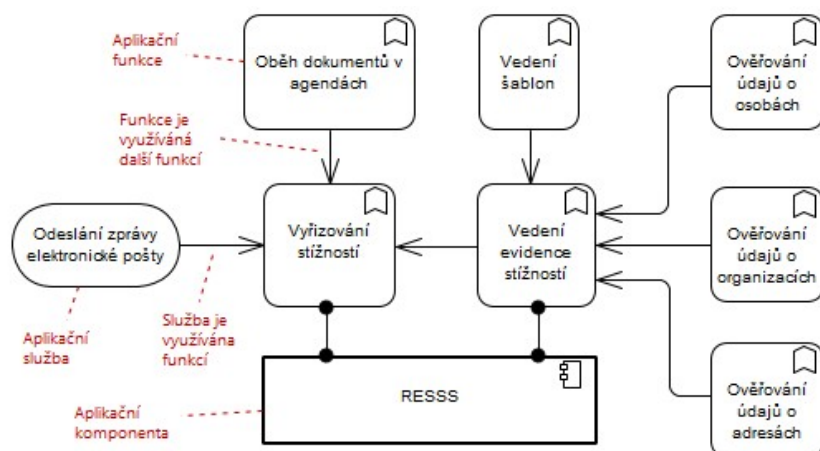 Aplikační
funkce
Oběh dokumentů v
agendách
Vedení
šablon
Ověřování
údajů o
osobách
Funkce je
využíváná
další funkcí
Odeslání zprávy
elektronické pošty
Vyřizování
stížností
Vedení
evidence
stížností
Ověřování
údajů o
organizacích
Aplikační
služba
Služba je
využívána
funkcí
Aplikační
komponenta
RESSS
Ověřování
údajů o
adresách